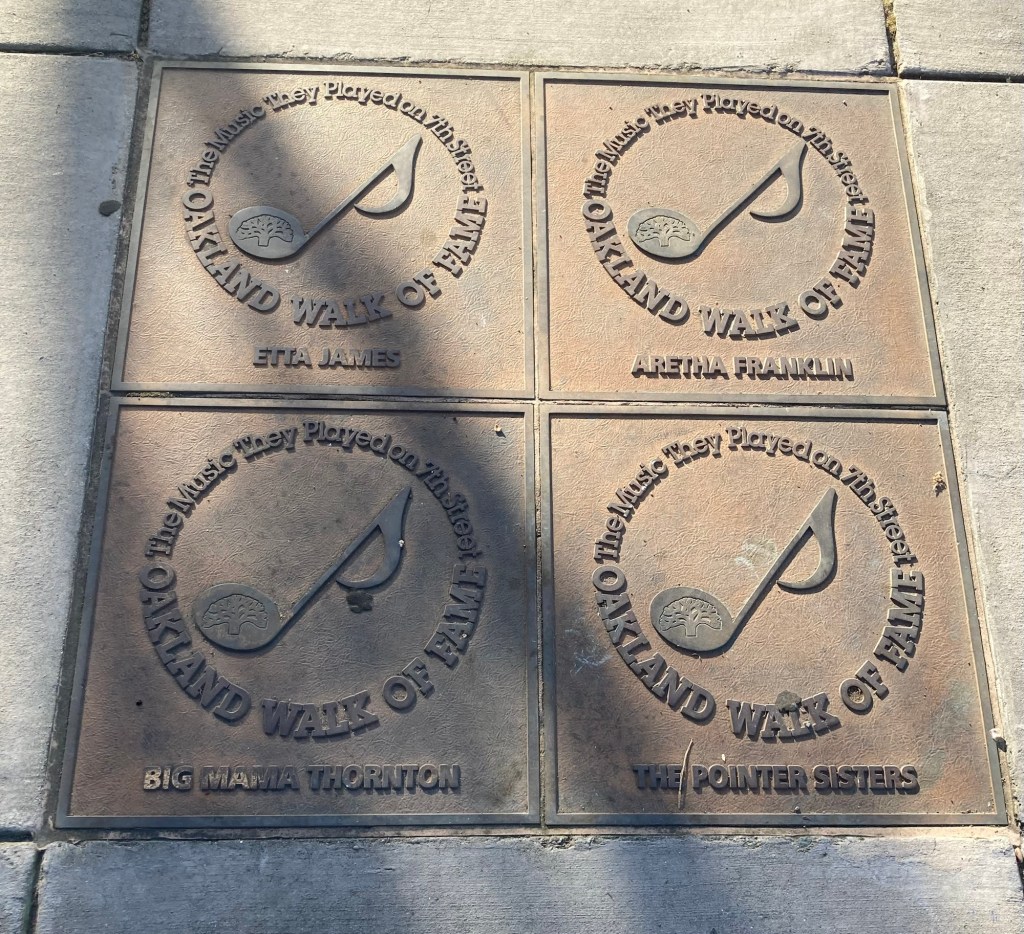 The Music They Played on 7th Street
OAKLAND WALK OF FAME
ETTA JAMES
The Music They Played on 7th Street
OAKLAND WALK OF FAME
ARETHA FRANKLIN
The Music They Played on 7th Street
OAKLAND WALK OF FAME
BIG MAMA THORNTON
The Music They Played on 7th Street
OAKLAND WALK OF FAME
THE POINTER SISTERS